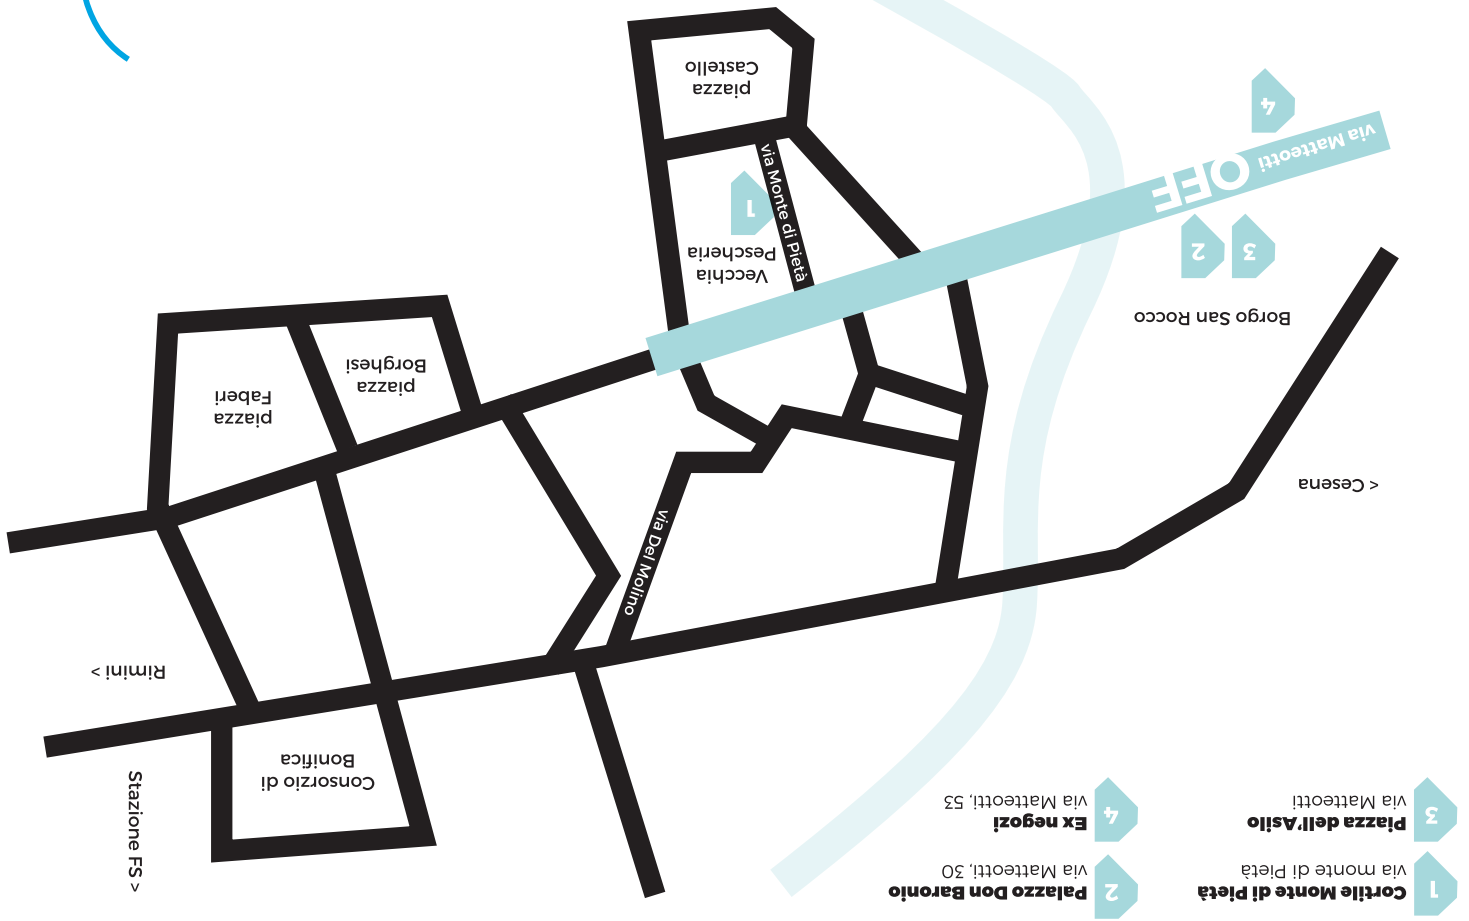 1
Cortile Monte di Pietà
via monte di Pietà
2
Palazzo Don Baronio
via Matteotti, 30
3
Piazza dell'Asilo
via Matteotti
4
Ex negozi
via Matteotti, 53
Stazione FS >
Consorzio di
Bonifica
Rimini >
via Del Molino
< Cesena
piazza
Faberi
piazza
Borghesi
Borgo San Rocco
Vecchia
Pescheria
via Monte di Pietà
1
3
2
OFF
via Matteotti
4
piazza
Castello